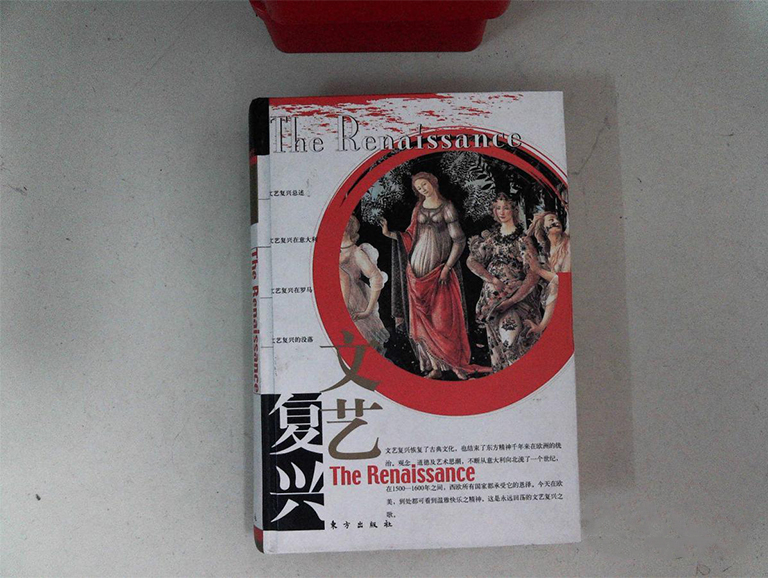 The Renaissance
文艺复兴总述
文艺复兴在意大利
文艺复兴在罗马
文艺复兴的没落
The Renaissance
文艺
复兴
文艺复兴恢复了古典文化，也结束了东方精神千年来在欧洲的统
治。观念、道德及艺术思潮，不断从意大利向北流了一个世纪，
The Renaissance
在1500—1600年之间，西欧所有国家都承受它的恩泽。今天在欧
美，到处都可看到温雅快乐之精神，这是永远回荡的文艺复兴之
歌。
东方出版社